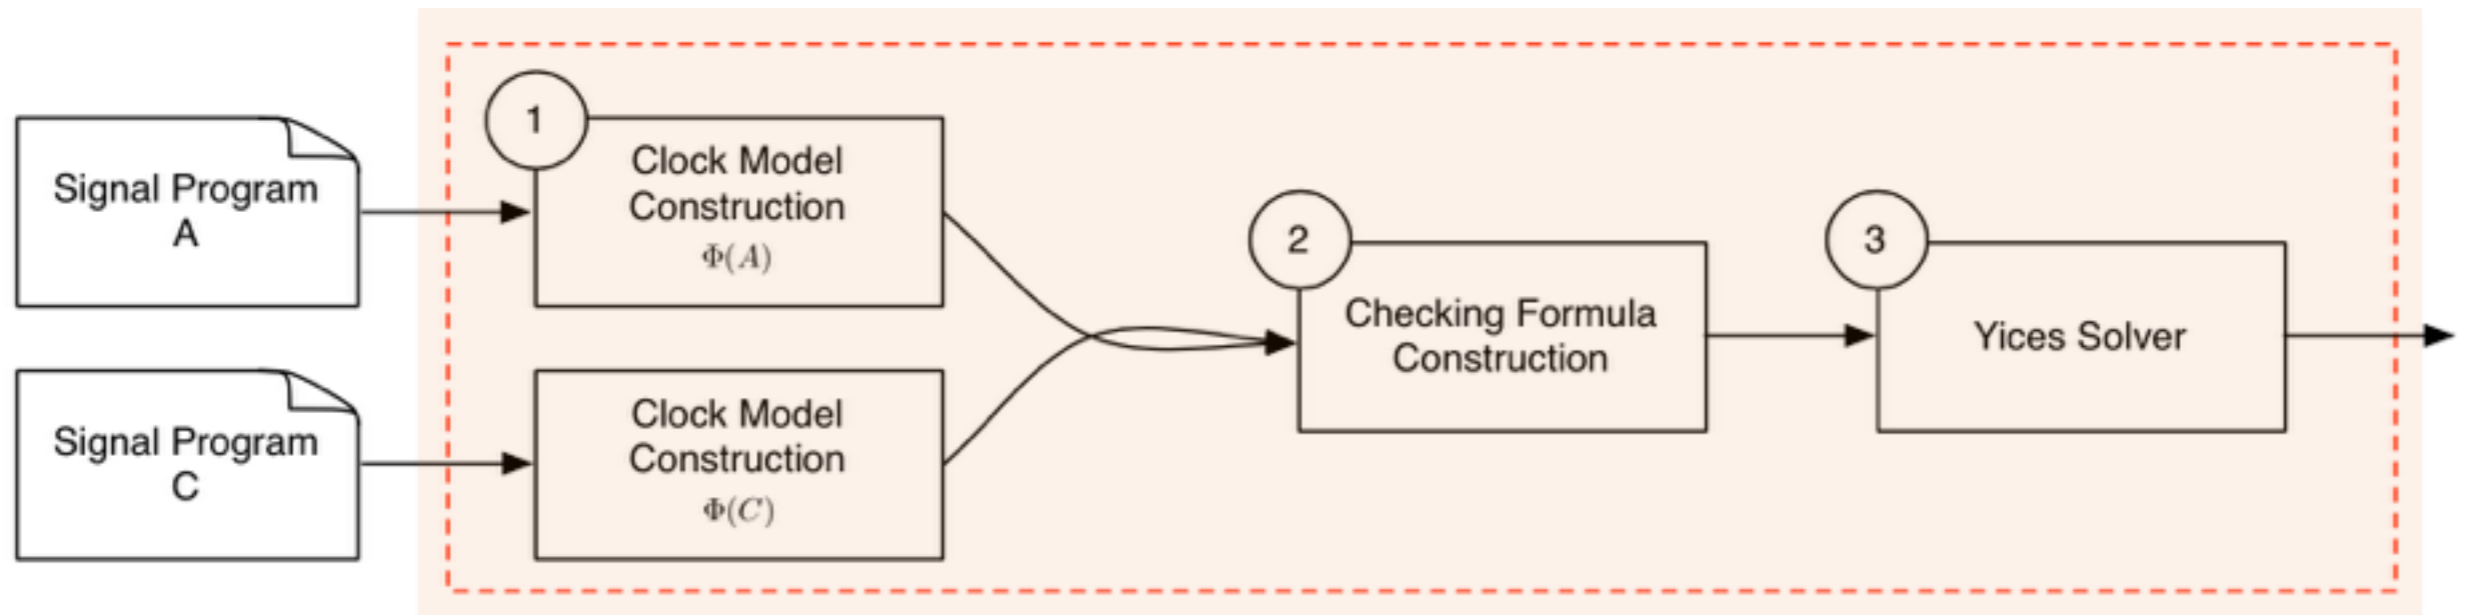 Signal Program
A
1
Clock Model
Construction
Φ(A)
Signal Program
C
Clock Model
Construction
Φ(C)
2
Checking Formula
Construction
3
Yices Solver